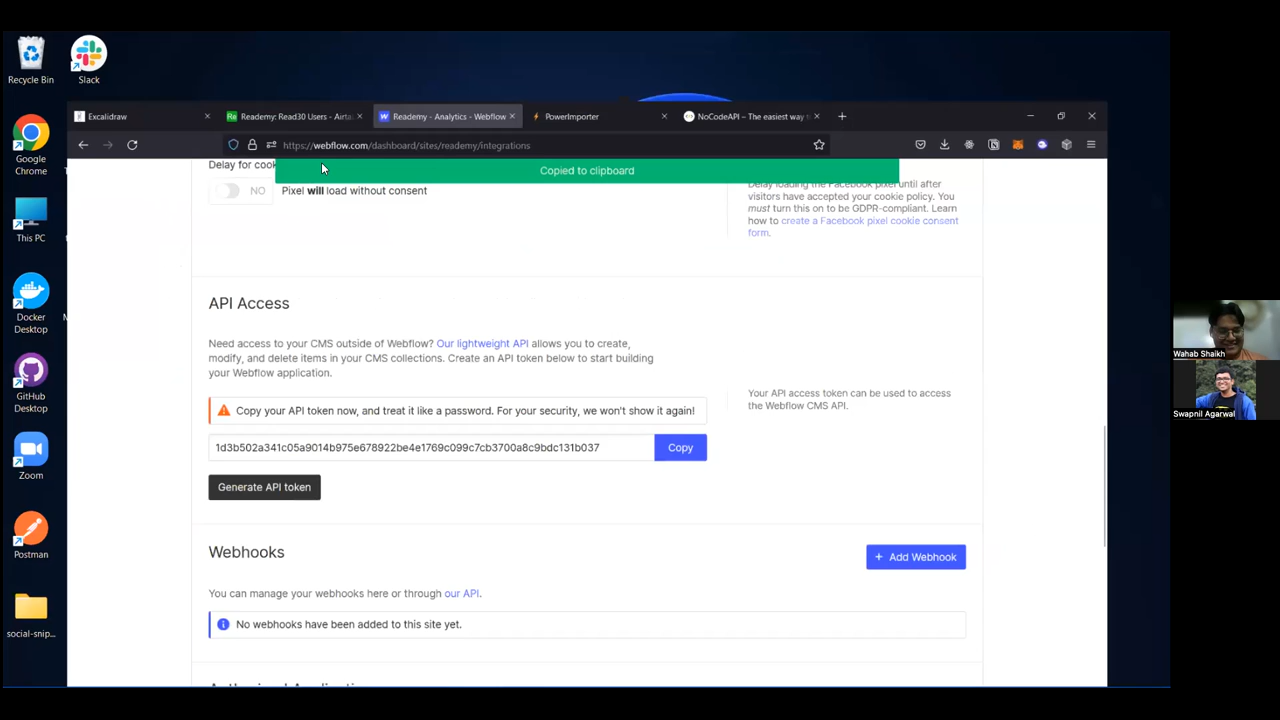 Recycle Bin
Slack
Google Chrome
This PC
Docker Desktop
GitHub Desktop
Zoom
Postman
social-snip...
Excalidraw
Reademy: Read30 Users - Airta
Reademy - Analytics - Webflow
PowerImporter
NoCodeAPI – The easiest way t
https://webflow.com/dashboard/sites/reademy/integrations
Copied to clipboard
Delay for cook
NO
Pixel will load without consent
Delay loading the Facebook pixel until after
visitors have accepted your cookie policy. You
must turn this on to be GDPR-compliant. Learn
how to create a Facebook pixel cookie consent
form.
API Access
Need access to your CMS outside of Webflow? Our lightweight API allows you to create,
modify, and delete items in your CMS collections. Create an API token below to start building
your Webflow application.
Your API access token can be used to access
the Webflow CMS API.
Copy your API token now, and treat it like a password. For your security, we won't show it again!
1d3b502a341c05a9014b975e678922be4e1769c099c7cb3700a8c9bdc131b037
Copy
Generate API token
Webhooks
+ Add Webhook
You can manage your webhooks here or through our API.
No webhooks have been added to this site yet.
Wahab Shaikh
Swapnil Agarwal